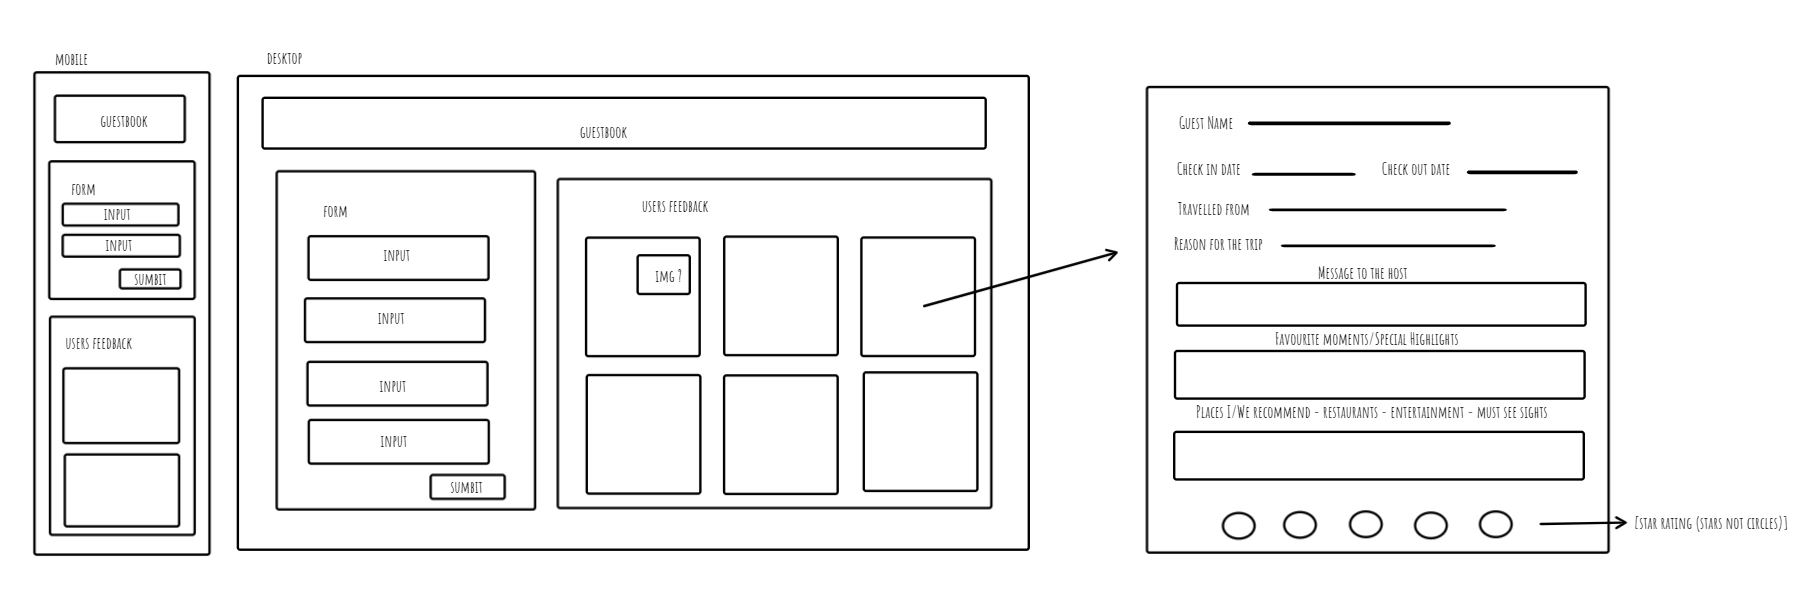 MOBILE
GUESTBOOK
FORM
INPUT
INPUT
SUMBIT
USERS FEEDBACK
DESKTOP
GUESTBOOK
FORM
INPUT
INPUT
INPUT
INPUT
SUMBIT
USERS FEEDBACK
IMG ?
GUEST NAME
CHECK IN DATE CHECK OUT DATE
TRAVELLED FROM
REASON FOR THE TRIP
MESSAGE TO THE HOST
FAVOURITE MOMENTS/SPECIAL HIGHLIGHTS
PLACES I/WE RECOMMEND - RESTAURANTS - ENTERTAINMENT - MUST SEE SIGHTS
[STAR RATING (STARS NOT CIRCLES)]